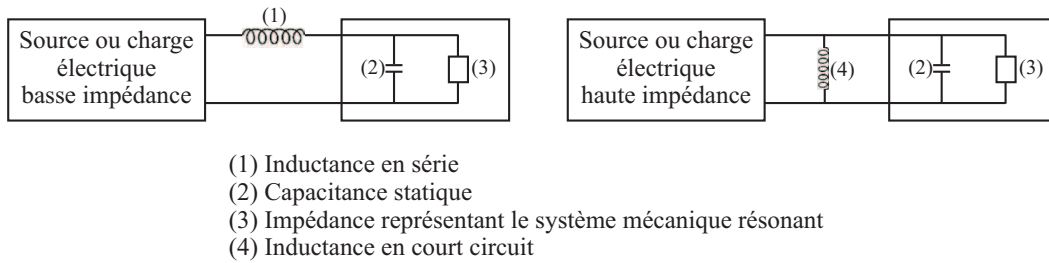 (1)
Source ou charge
électrique
basse impédance
(2)
(3)
Source ou charge
électrique
haute impédance
(4)
(2)
(3)
(1) Inductance en série
(2) Capacitance statique
(3) Impédance représentant le système mécanique résonant
(4) Inductance en court circuit